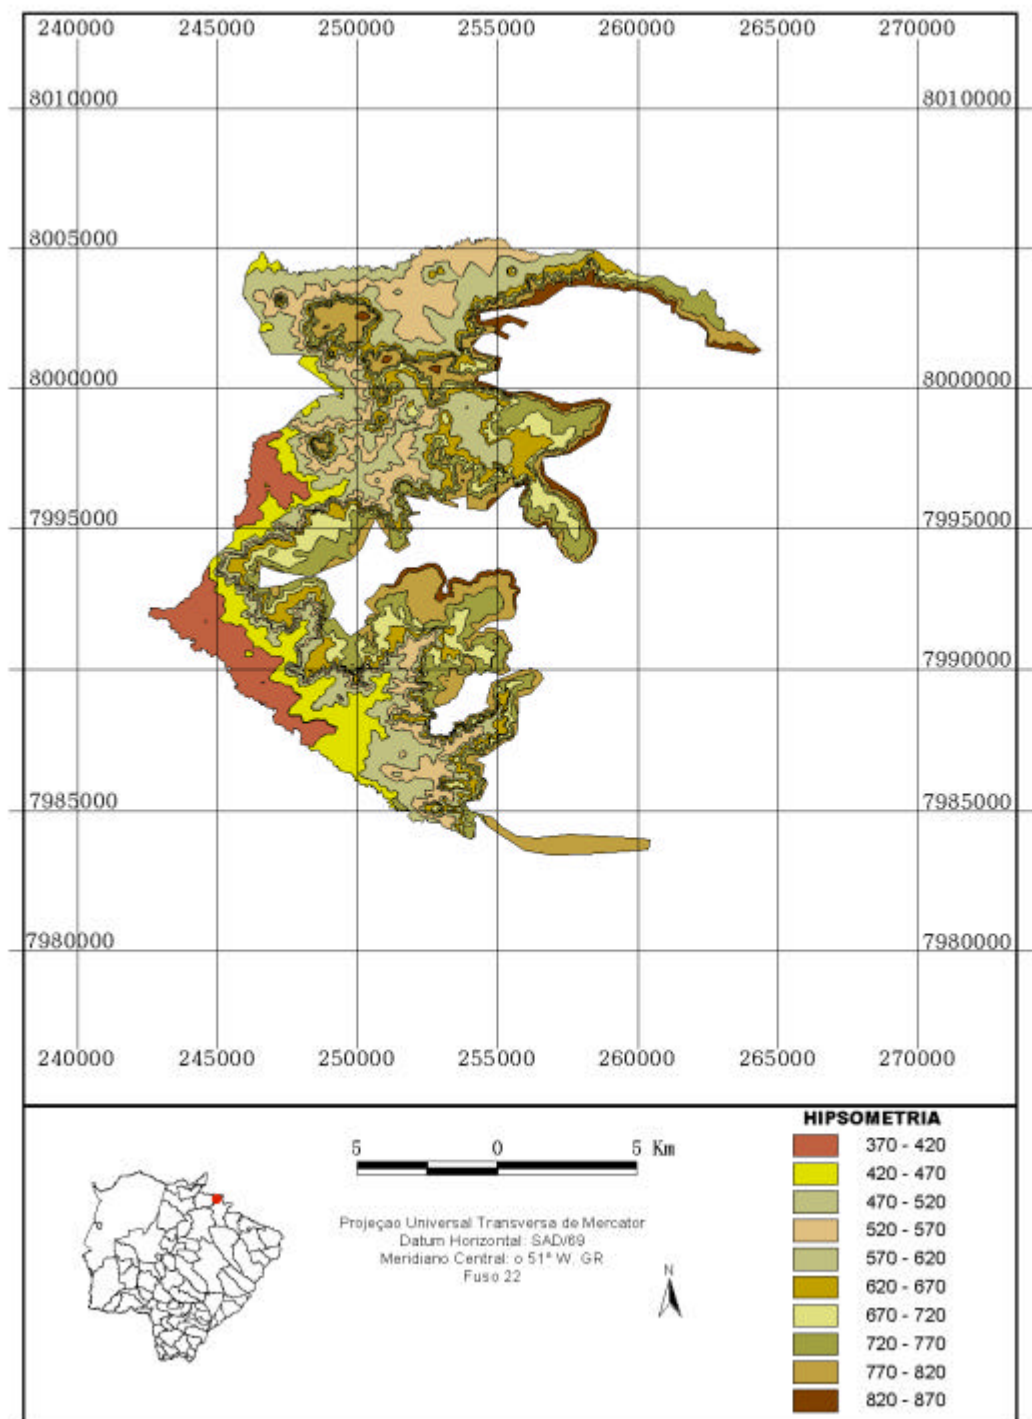 240000 245000 250000 255000 260000 265000 270000
8010000 8010000
8005000 8005000
8000000 8000000
7995000 7995000
7990000 7990000
7985000 7985000
7980000 7980000
240000 245000 250000 255000 260000 265000 270000
HIPSOMETRIA
370 - 420
420 - 470
470 - 520
520 - 570
570 - 620
620 - 670
670 - 720
720 - 770
770 - 820
820 - 870
5 0 5 Km
Projeçao Universal Transversa de Mercator
Datum Horizontal: SAD/69
Meridiano Central: o 51° W. GR
Fuso 22
N